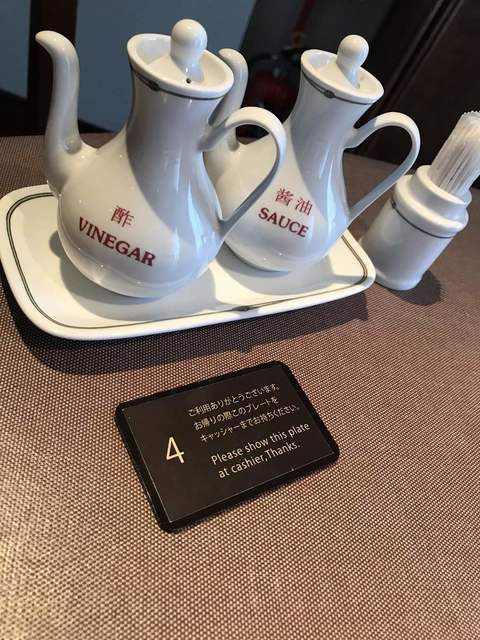 酢
VINEGAR
酱油
SAUCE
4
ご利用ありがとうございます。
お帰りの際このプレートを
キャッシャーまでお持ちください。
Please show this plate
at cashier,Thanks.